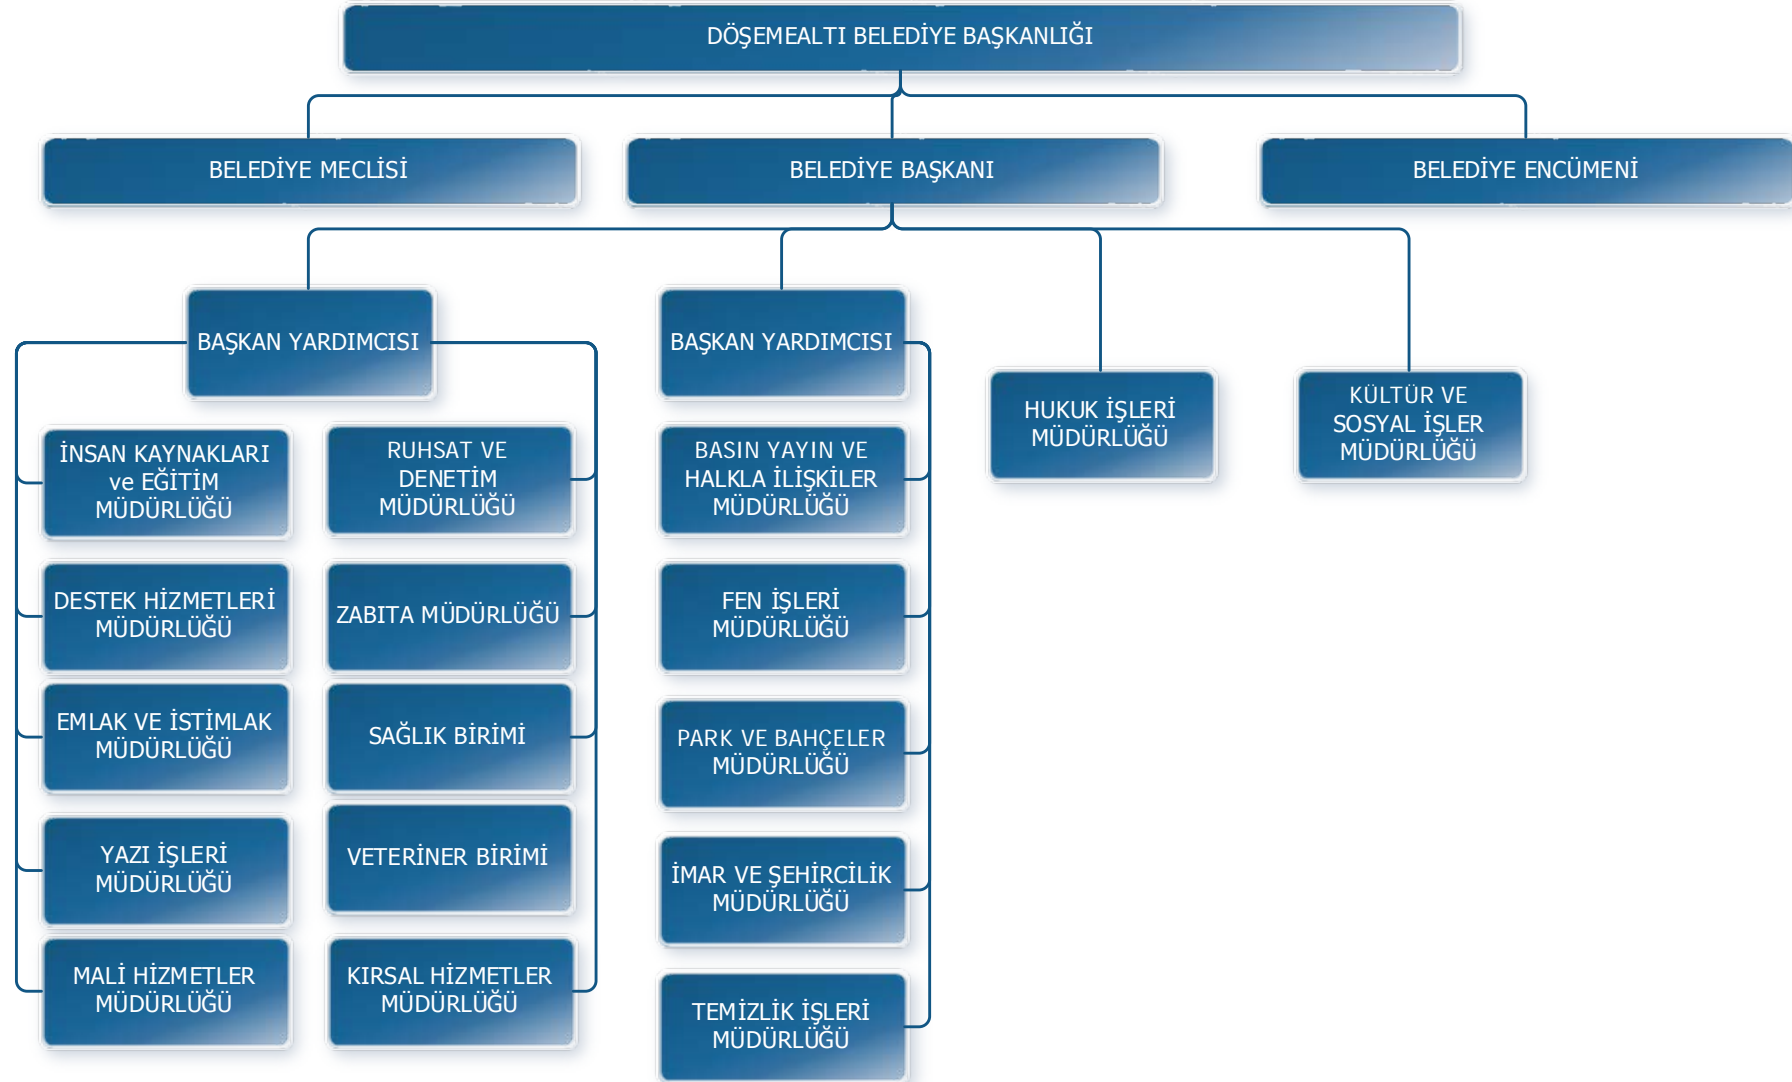 DÖŞEMEALTI BELEDİYE BAŞKANLIĞI
BELEDİYE MECLİSİ
BELEDİYE BAŞKANI
BELEDİYE ENCÜMENİ
BAŞKAN YARDIMCISI
BAŞKAN YARDIMCISI
HUKUK İŞLERİ
MÜDÜRLÜĞÜ
KÜLTÜR VE
SOSYAL İŞLER
MÜDÜRLÜĞÜ
İNSAN KAYNAKLARI
ve EĞİTİM
MÜDÜRLÜĞÜ
RUHSAT VE
DENETİM
MÜDÜRLÜĞÜ
BASIN YAYIN VE
HALKLA İLİŞKİLER
MÜDÜRLÜĞÜ
DESTEK HİZMETLERİ
MÜDÜRLÜĞÜ
ZABITA MÜDÜRLÜĞÜ
FEN İŞLERİ
MÜDÜRLÜĞÜ
EMLAK VE İSTİMLAK
MÜDÜRLÜĞÜ
SAĞLIK BİRİMİ
PARK VE BAHÇELER
MÜDÜRLÜĞÜ
YAZI İŞLERİ
MÜDÜRLÜĞÜ
VETERİNER BİRİMİ
İMAR VE ŞEHİRCİLİK
MÜDÜRLÜĞÜ
MALİ HİZMETLER
MÜDÜRLÜĞÜ
KIRSAL HİZMETLER
MÜDÜRLÜĞÜ
TEMİZLİK İŞLERİ
MÜDÜRLÜĞÜ